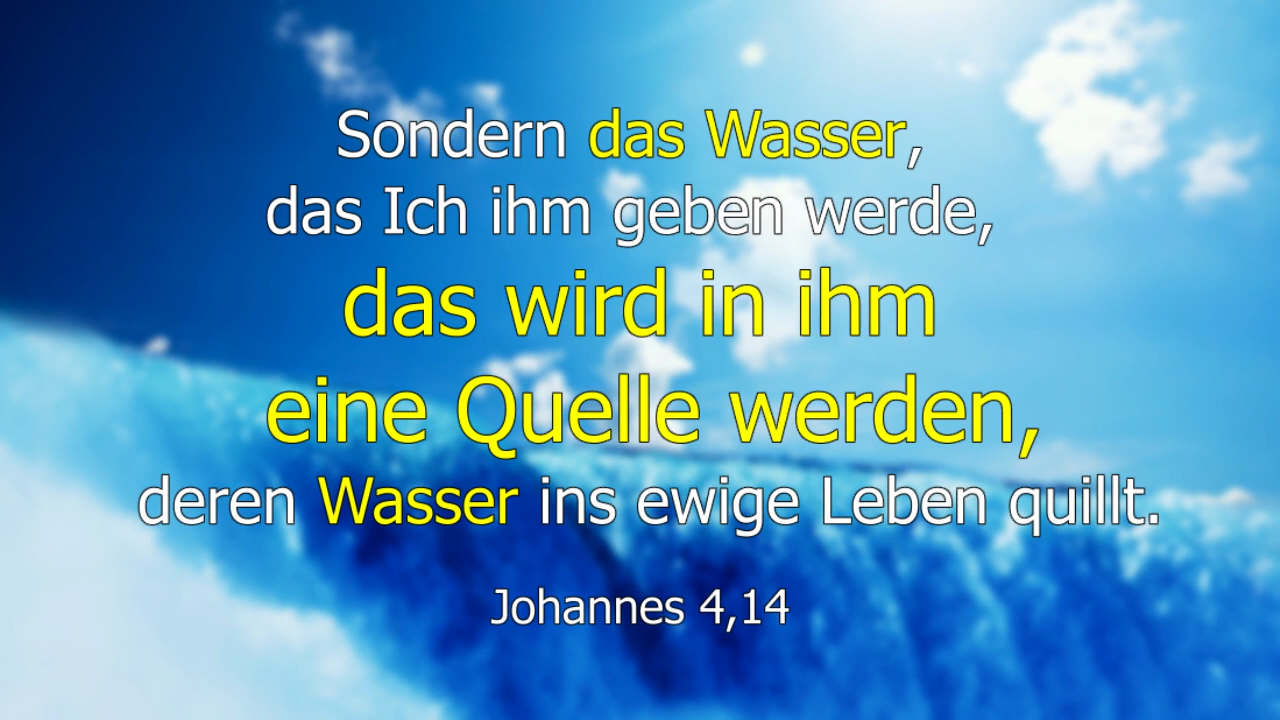 Sondern das Wasser,
das Ich ihm geben werde,
das wird in ihm
eine Quelle werden,
deren Wasser ins ewige Leben quillt.
Johannes 4,14